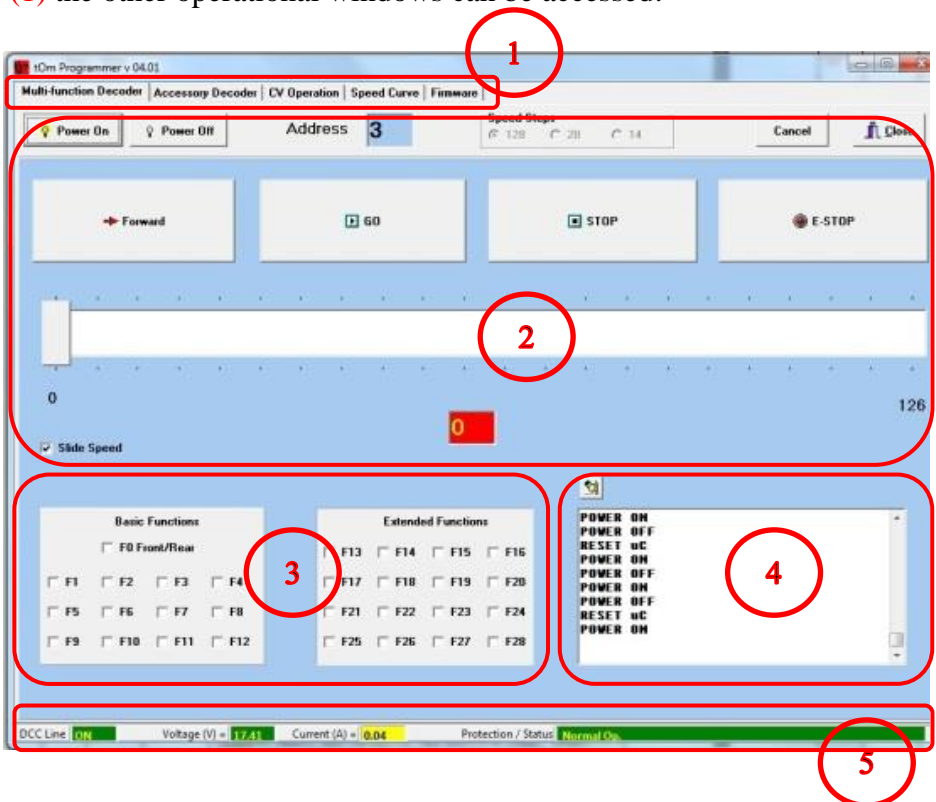 (1) the other operational windows can be accessed.
1
tOm Programmer v 04.01
Multi-function Decoder Accessory Decoder CV Operation Speed Curve Firmware
Speed Steps
Power On Power Off Address 3 128 28 14 Cancel Close
Forward GO STOP E-STOP
2
0 126
0
Slide Speed
Basic Functions Extended Functions
F0 Front/Rear
F13 F14 F15 F16
F1 F2 F3 F4
F17 F18 F19 F20
F5 F6 F7 F8
F21 F22 F23 F24
F9 F10 F11 F12
F25 F26 F27 F28
3
POWER ON
POWER OFF
RESET uC
POWER ON
POWER OFF
POWER ON
POWER OFF
RESET uC
POWER ON
4
DCC Line ON Voltage (V) = 17.41 Current (A) = 0.04 Protection / Status Normal Op.
5